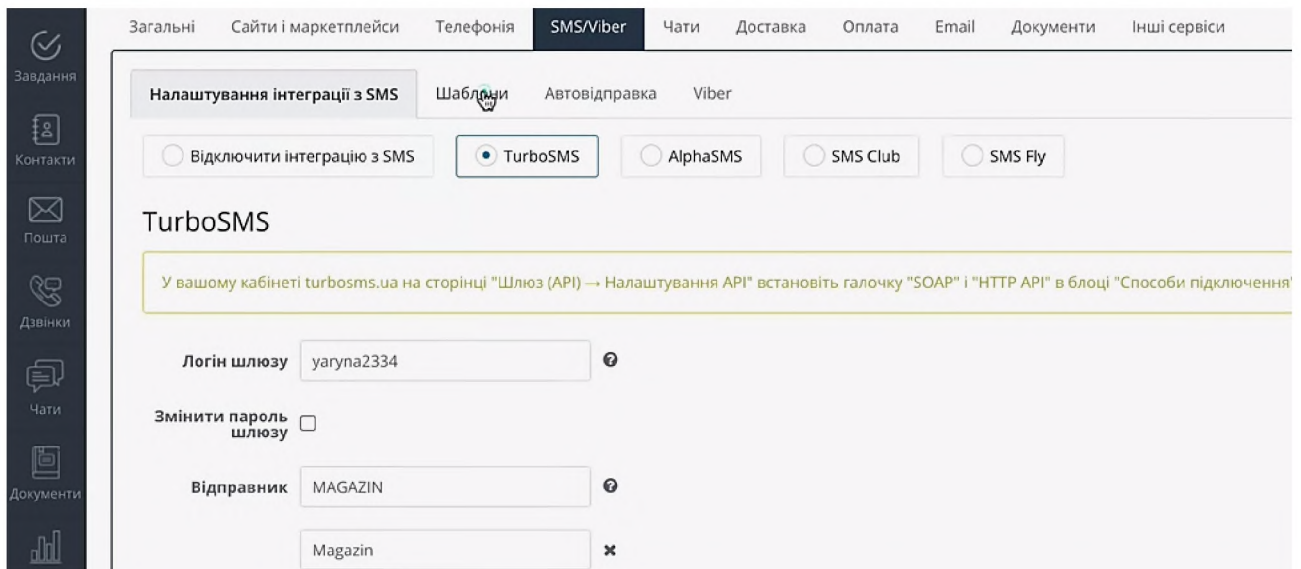 Загальні Сайти і маркетплейси Телефонія SMS/Viber Чати Доставка Оплата Email Документи Інші сервіси
Завдання
Налаштування інтеграції з SMS Шаблони Автовідправка Viber
Контакти
Відключити інтеграцію з SMS TurboSMS AlphaSMS SMS Club SMS Fly
Пошта
TurboSMS
У вашому кабінеті turbosms.ua на сторінці "Шлюз (API) → Налаштування API" встановіть галочку "SOAP" і "HTTP API" в блоці "Способи підключення"
Дзвінки
Логін шлюзу yaryna2334
Чати
Змінити пароль
шлюзу
Документи
Відправник MAGAZIN
Magazin